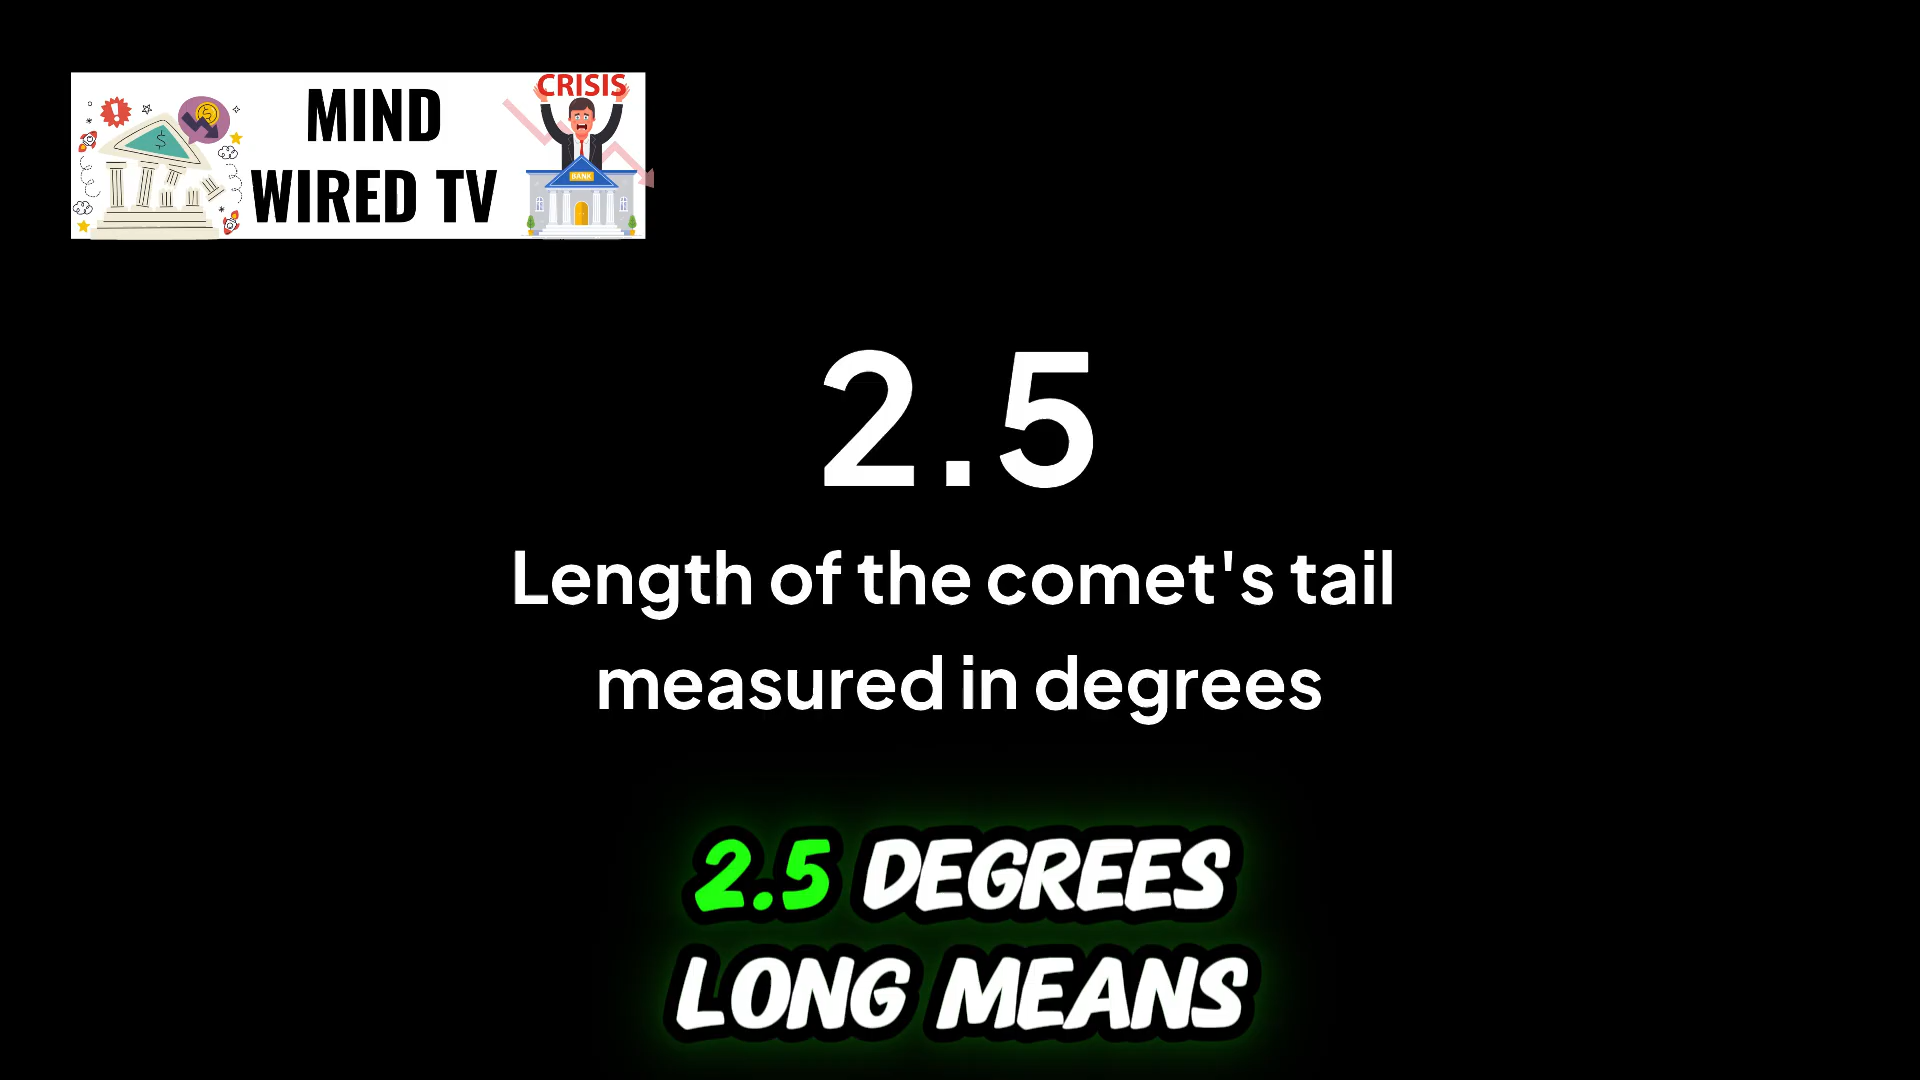 CRISIS
MIND
WIRED TV
BANK
2.5
Length of the comet's tail
measured in degrees
2.5 DEGREES
LONG MEANS